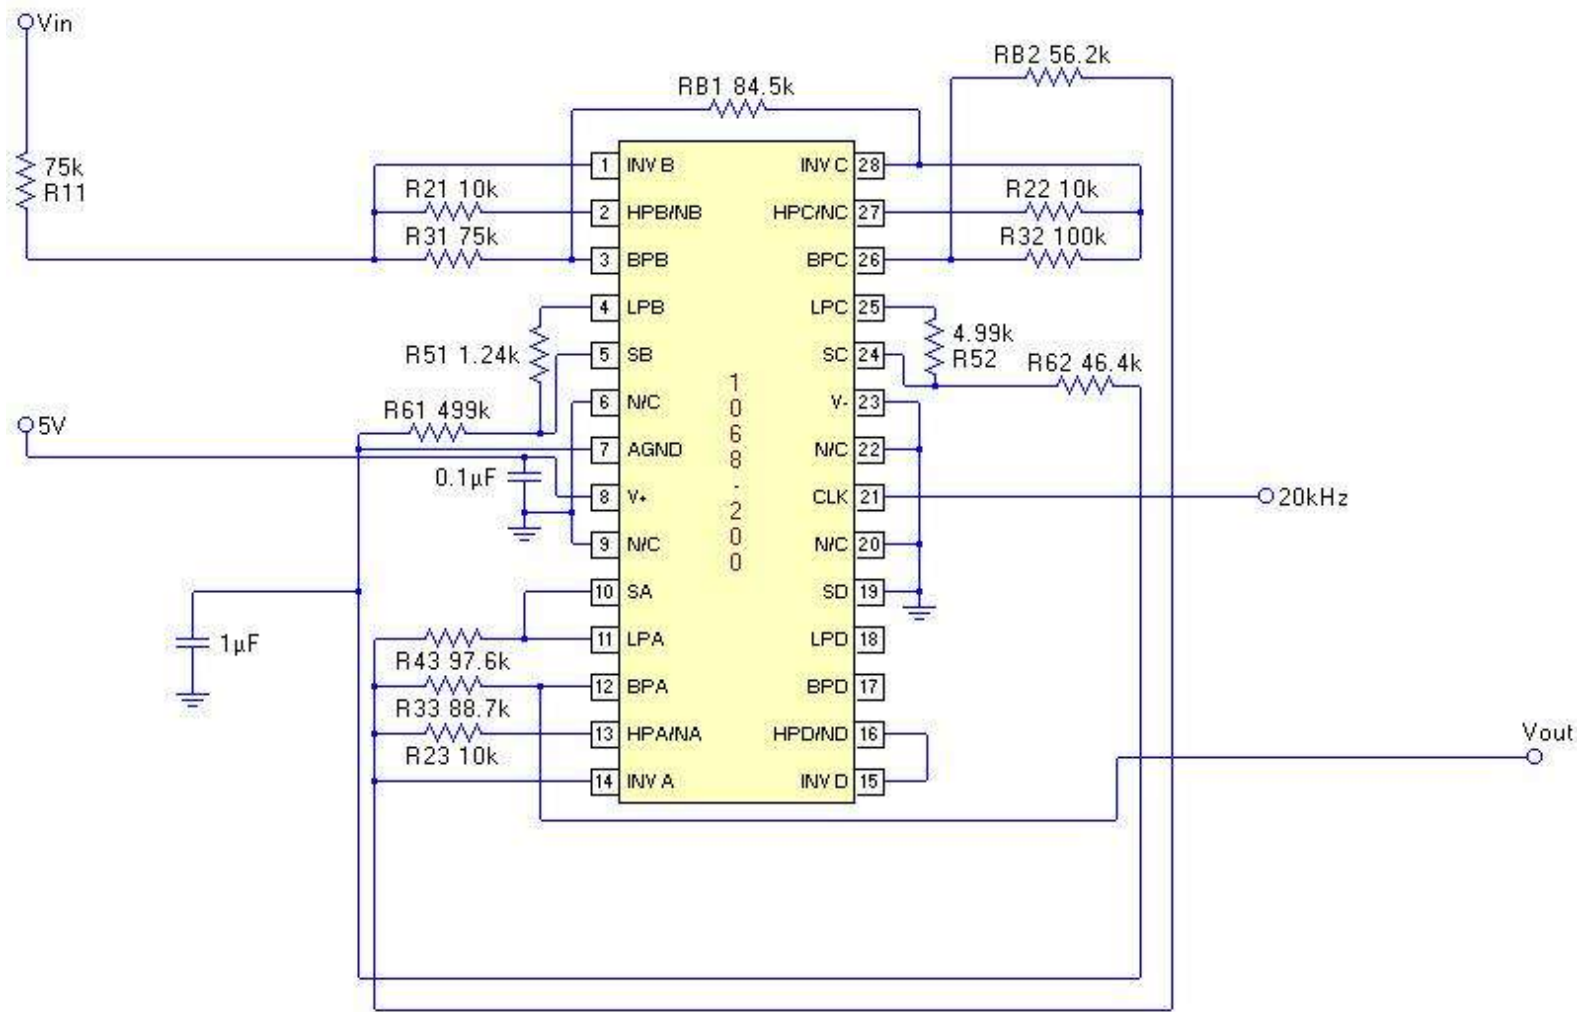 Vin
RB2 56.2k
RB1 84.5k
75k
R11
R21 10k
R31 75k
1 INV B
2 HPB/NB
3 BPB
4 LPB
5 SB
6 N/C
7 AGND
8 V+
9 N/C
10 SA
11 LPA
12 BPA
13 HPA/NA
14 INV A
INV C 28
HPC/NC 27
BPC 26
LPC 25
SC 24
V- 23
N/C 22
CLK 21
N/C 20
SD 19
LPD 18
BPD 17
HPD/ND 16
INV D 15
1068-200
R22 10k
R32 100k
R51 1.24k
4.99k
R52
R62 46.4k
R61 499k
5V
0.1µF
20kHz
1µF
R43 97.6k
R33 88.7k
R23 10k
Vout